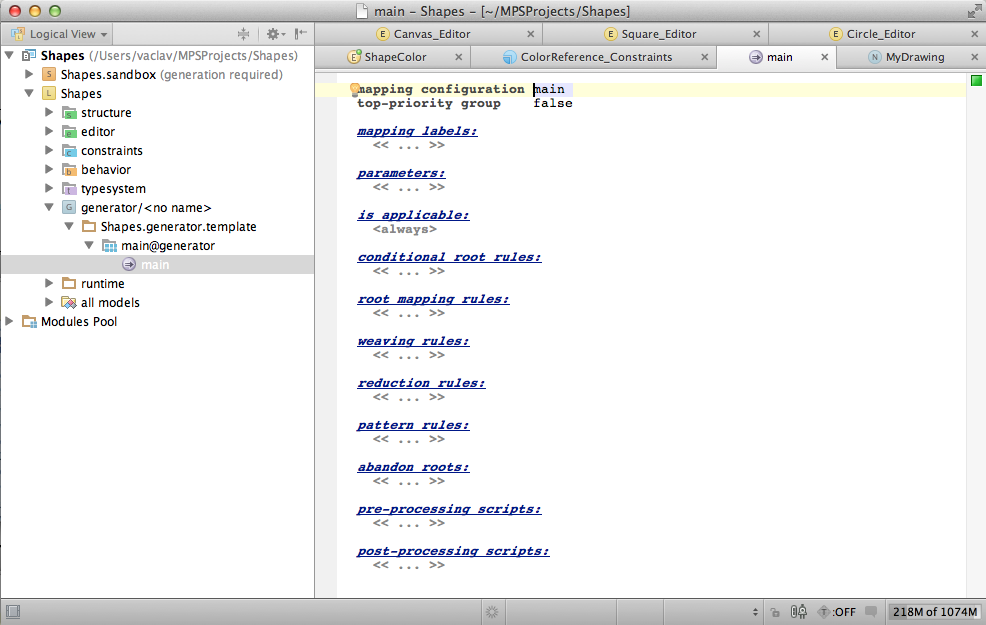 main – Shapes – [~/MPSProjects/Shapes]
Logical View
Canvas_Editor
Square_Editor
Circle_Editor
ShapeColor
ColorReference_Constraints
main
MyDrawing
Shapes (/Users/vaclav/MPSProjects/Shapes)
Shapes.sandbox (generation required)
Shapes
structure
editor
constraints
behavior
typesystem
generator/<no name>
Shapes.generator.template
main@generator
main
runtime
all models
Modules Pool
mapping configuration main
top-priority group false
mapping labels:
<< ... >>
parameters:
<< ... >>
is applicable:
<always>
conditional root rules:
<< ... >>
root mapping rules:
<< ... >>
weaving rules:
<< ... >>
reduction rules:
<< ... >>
pattern rules:
<< ... >>
abandon roots:
<< ... >>
pre-processing scripts:
<< ... >>
post-processing scripts:
<< ... >>
T:OFF
218M of 1074M